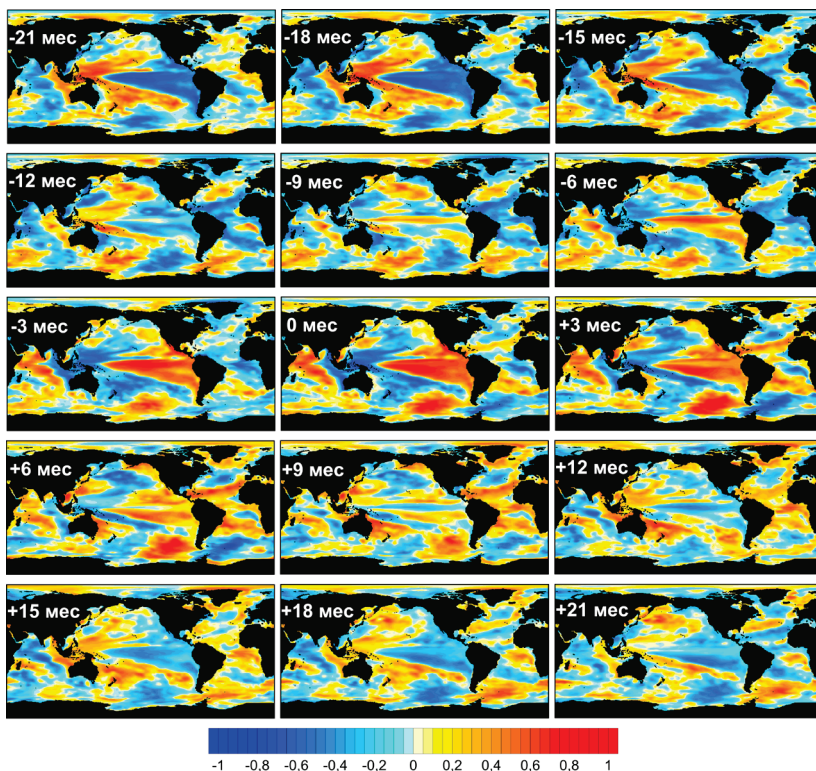 -21 мес -18 мес -15 мес
-12 мес -9 мес -6 мес
-3 мес 0 мес +3 мес
+6 мес +9 мес +12 мес
+15 мес +18 мес +21 мес
-1 -0,8 -0,6 -0,4 -0,2 0 0,2 0,4 0,6 0,8 1